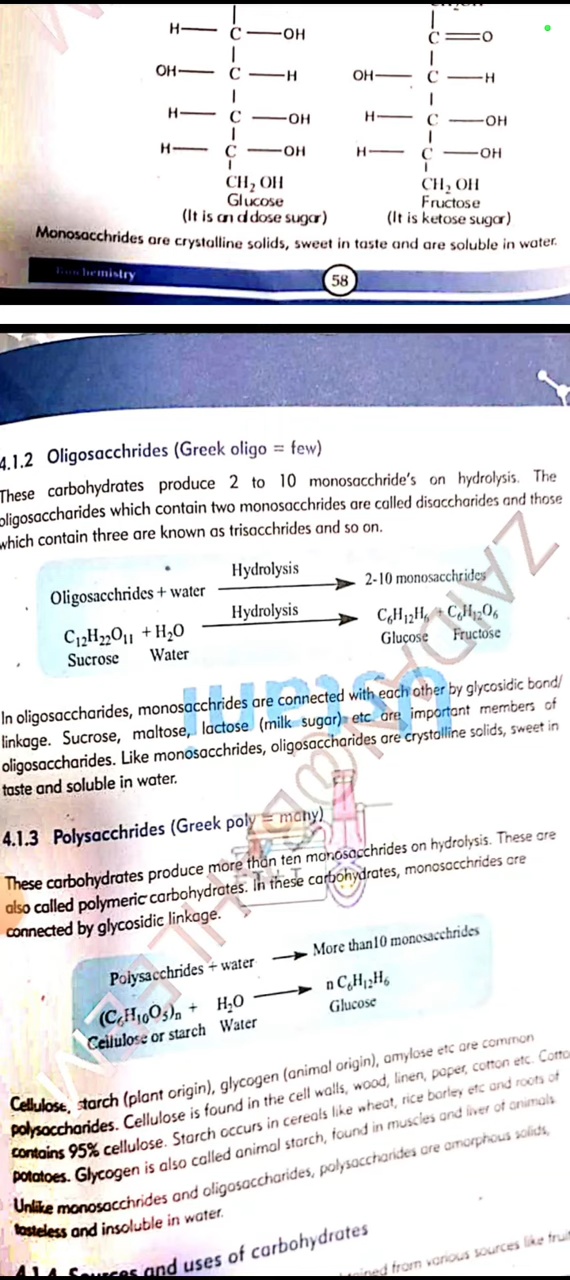 H— C —OH
C=O
OH— C —H
OH— C —H
H— C —OH
H— C —OH
H— C —OH
H— C —OH
CH₂ OH
CH₂ OH
Glucose
Fructose
(It is an aldose sugar)
(It is ketose sugar)
Monosacchrides are crystalline solids, sweet in taste and are soluble in water.
Biochemistry
58
4.1.2 Oligosacchrides (Greek oligo = few)
These carbohydrates produce 2 to 10 monosacchride's on hydrolysis. The
oligosaccharides which contain two monosacchrides are called disaccharides and those
which contain three are known as trisacchrides and so on.
Oligosacchrides + water Hydrolysis 2-10 monosacchrides
C₁₂H₂₂O₁₁ + H₂O Hydrolysis C₆H₁₂H₆ + C₆H₁₂O₆
Sucrose Water Glucose Fructose
In oligosaccharides, monosacchrides are connected with each other by glycosidic bond/
linkage. Sucrose, maltose, lactose (milk sugar) etc are important members of
oligosaccharides. Like monosacchrides, oligosaccharides are crystalline solids, sweet in
taste and soluble in water.
4.1.3 Polysacchrides (Greek poly = many)
These carbohydrates produce more than ten monosacchrides on hydrolysis. These are
also called polymeric carbohydrates. In these carbohydrates, monosacchrides are
connected by glycosidic linkage.
Polysacchrides + water → More than10 monosacchrides
(C₆H₁₀O₅)n + H₂O → n C₆H₁₂H₆
Cellulose or starch Water Glucose
Cellulose, starch (plant origin), glycogen (animal origin), amylose etc are common
polysaccharides. Cellulose is found in the cell walls, wood, linen, paper, cotton etc. Cotto
contains 95% cellulose. Starch occurs in cereals like wheat, rice barley etc and roots of
potatoes. Glycogen is also called animal starch, found in muscles and liver of animals
Unlike monosacchrides and oligosacchrides, polysaccharides are amorphous solids,
tasteless and insoluble in water.
4.1.4 Sources and uses of carbohydrates
from various sources like fruit